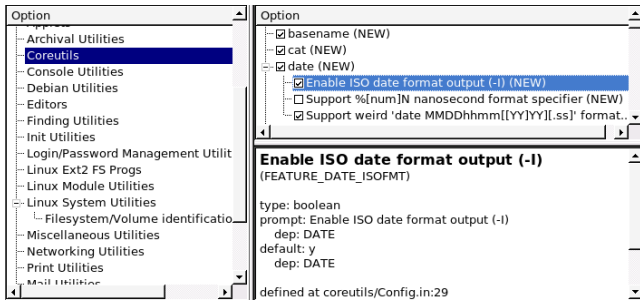 Option
Archival Utilities
Coreutils
Console Utilities
Debian Utilities
Editors
Finding Utilities
Init Utilities
Login/Password Management Utilit
Linux Ext2 FS Progs
Linux Module Utilities
Linux System Utilities
Filesystem/Volume identificatio
Miscellaneous Utilities
Networking Utilities
Print Utilities
Mail Utilities
Option
basename (NEW)
cat (NEW)
date (NEW)
Enable ISO date format output (-I) (NEW)
Support %[num]N nanosecond format specifier (NEW)
Support weird 'date MMDDhhmm[[YY]YY][.ss]' format..
Enable ISO date format output (-I)
(FEATURE_DATE_ISOFMT)
type: boolean
prompt: Enable ISO date format output (-I)
dep: DATE
default: y
dep: DATE
defined at coreutils/Config.in:29